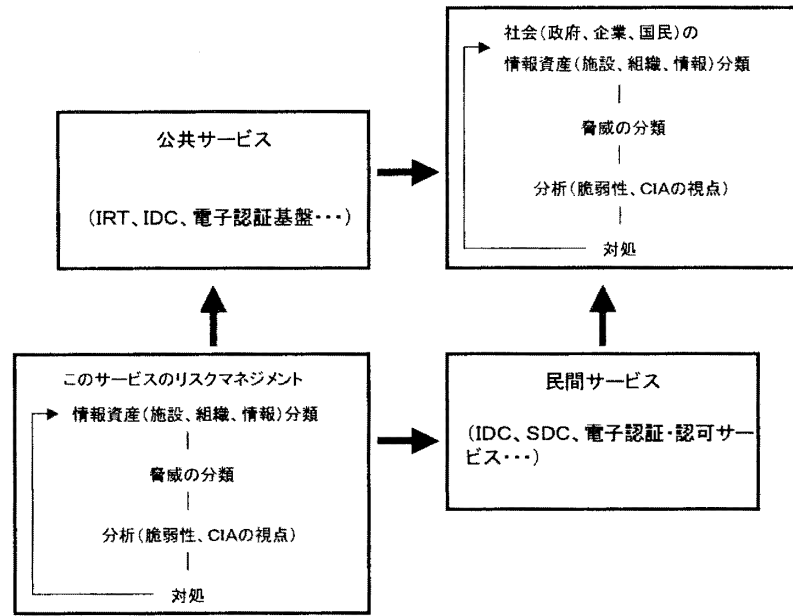 社会(政府、企業、国民)の
情報資産(施設、組織、情報)分類
脅威の分類
分析(脆弱性、CIAの視点)
対処
公共サービス
(IRT、IDC、電子認証基盤・・・)
このサービスのリスクマネジメント
情報資産(施設、組織、情報)分類
脅威の分類
分析(脆弱性、CIAの視点)
対処
民間サービス
(IDC、SDC、電子認証・認可サー
ビス・・・)